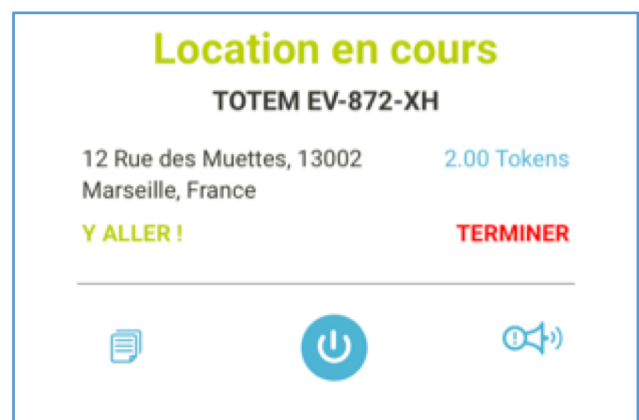 Location en cours
TOTEM EV-872-XH
12 Rue des Muettes, 13002
Marseille, France
2.00 Tokens
Y ALLER !
TERMINER